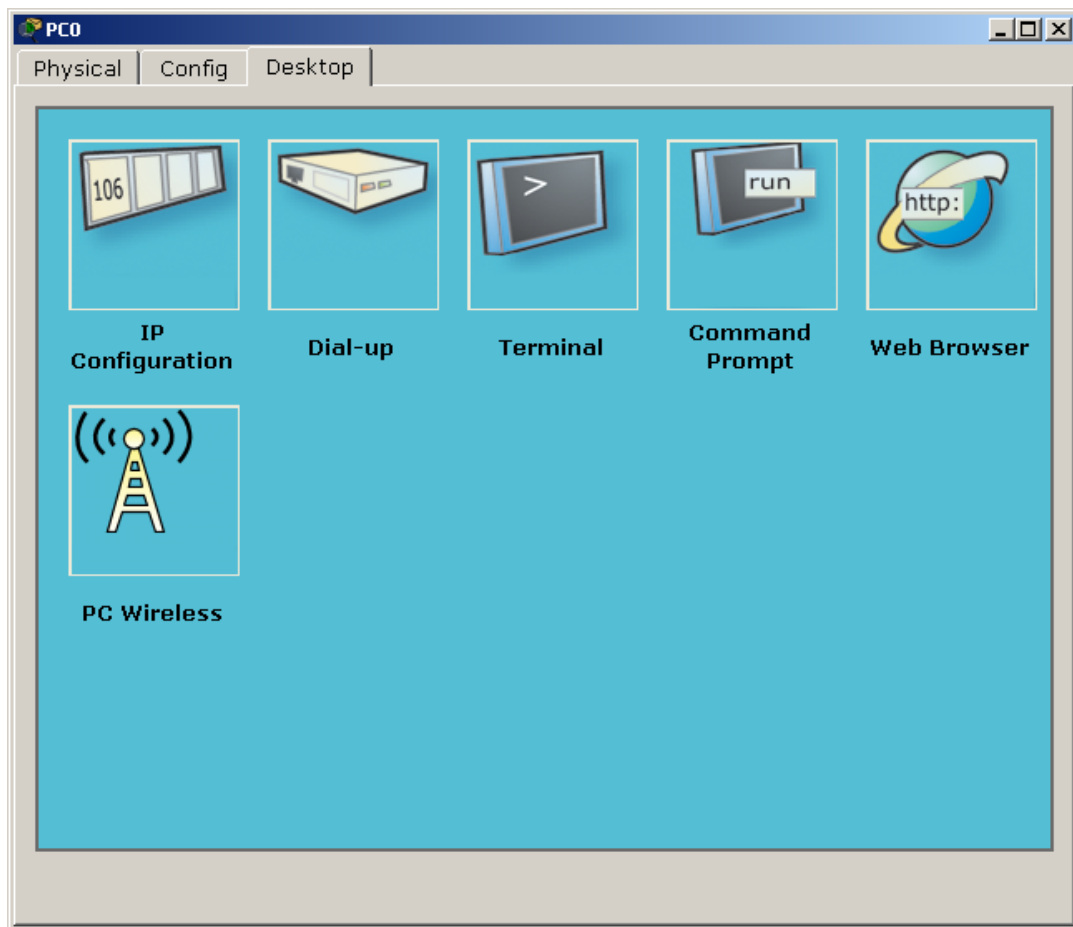 PC0
Physical Config Desktop
106
>
run
http:
IP
Configuration
Dial-up
Terminal
Command
Prompt
Web Browser
PC Wireless